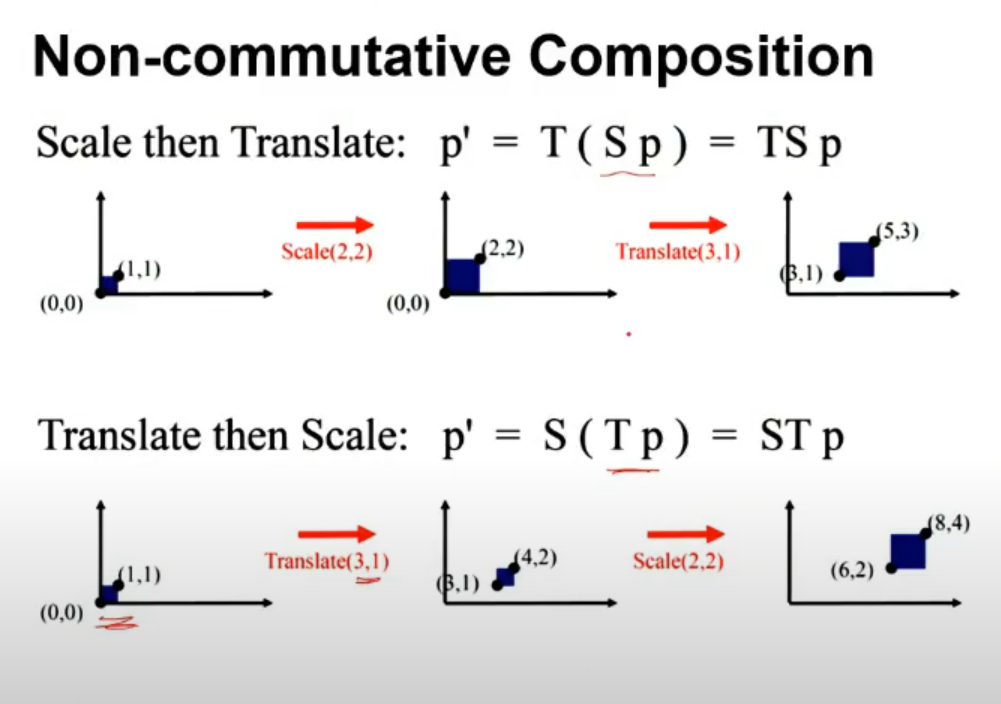 Non-commutative Composition
Scale then Translate: p' = T ( S p ) = TS p
(0,0)
(1,1)
Scale(2,2)
(0,0)
(2,2)
Translate(3,1)
(3,1)
(5,3)
Translate then Scale: p' = S ( T p ) = ST p
(0,0)
(1,1)
Translate(3,1)
(3,1)
(4,2)
Scale(2,2)
(6,2)
(8,4)